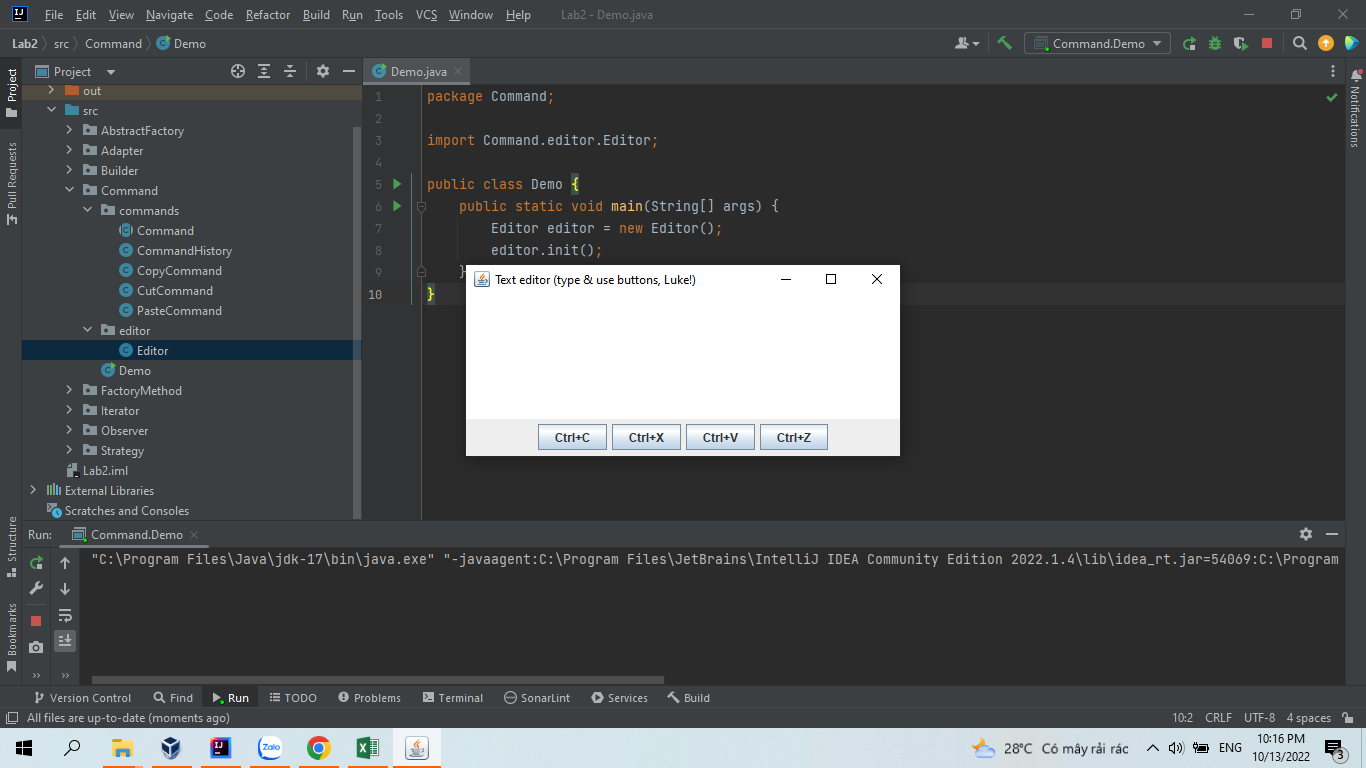 File Edit View Navigate Code Refactor Build Run Tools VCS Window Help Lab2 - Demo.java
Lab2 src Command Demo Command.Demo
Project Demo.java
Project
Pull Requests
Structure
Bookmarks
Notifications
out
src
AbstractFactory
Adapter
Builder
Command
commands
Command
CommandHistory
CopyCommand
CutCommand
PasteCommand
editor
Editor
Demo
FactoryMethod
Iterator
Observer
Strategy
Lab2.iml
External Libraries
Scratches and Consoles
1 package Command;
2
3 import Command.editor.Editor;
4
5 public class Demo {
6 public static void main(String[] args) {
7 Editor editor = new Editor();
8 editor.init();
9 }
10 }
Text editor (type & use buttons, Luke!)
Ctrl+C Ctrl+X Ctrl+V Ctrl+Z
Run: Command.Demo
"C:\Program Files\Java\jdk-17\bin\java.exe" "-javaagent:C:\Program Files\JetBrains\IntelliJ IDEA Community Edition 2022.1.4\lib\idea_rt.jar=54069:C:\Program
Version Control Find Run TODO Problems Terminal SonarLint Services Build
All files are up-to-date (moments ago) 10:2 CRLF UTF-8 4 spaces
Zalo 28°C Có mây rải rác ENG 10:16 PM
10/13/2022 3